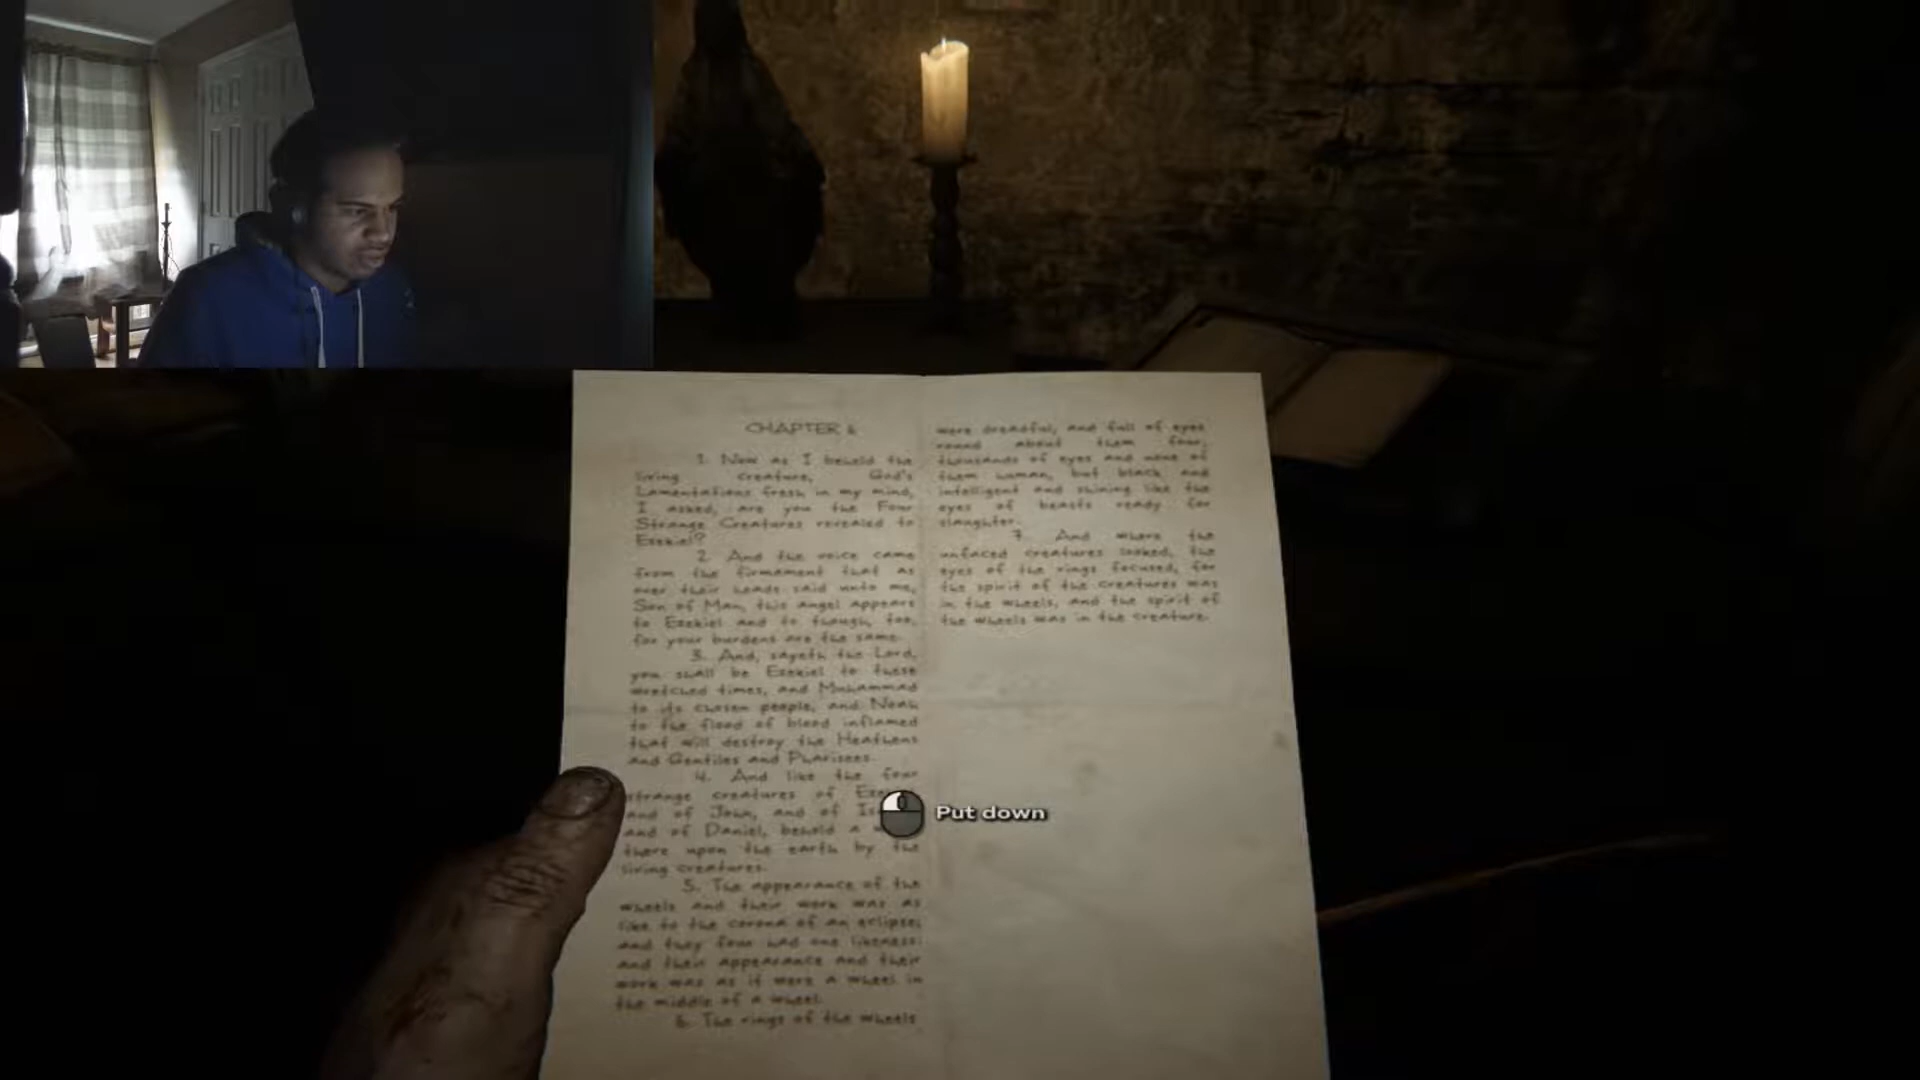 CHAPTER 6
1. Now as I beheld the
living creature, God's
Lamentations fresh in my mind,
I asked, are you the Four
Strange Creatures revealed to
Ezekiel?
2. And the voice came
from the firmament that as
over their heads said unto me,
Son of Man, this angel appears
to Ezekiel and to though, too,
for your burdens are the same.
3. And, sayeth the Lord,
you shall be Ezekiel to these
wretched times, and Muhammad
to its chosen people, and Noah
to the flood of blood inflamed
that will destroy the Heathens
and Gentiles and Pharisees.
4. And like the four
strange creatures of
and of John, and of
and of Daniel, behold a
there upon the earth by the
living creatures.
5. The appearance of the
wheels and their work was as
like to the corona of an eclipse;
and they four had one likeness:
and their appearance and their
work was as if were a wheel in
the middle of a wheel.
6. The rings of the wheels
were dreadful, and full of eyes
round about them four,
thousands of eyes and none of
them human, but black and
intelligent and shining like the
eyes of beasts ready for
slaughter.
7. And where the
unfaced creatures looked, the
eyes of the rings focused, for
the spirit of the creatures was
in the wheels, and the spirit of
the wheels was in the creature.
Put down